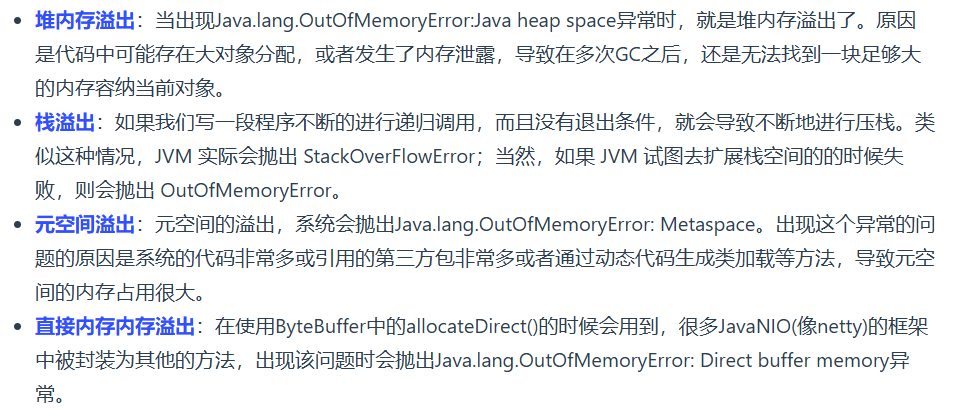 堆内存溢出：当出现Java.lang.OutOfMemoryError:Java heap space异常时，就是堆内存溢出了。原因
是代码中可能存在大对象分配，或者发生了内存泄露，导致在多次GC之后，还是无法找到一块足够大
的内存容纳当前对象。
栈溢出：如果我们写一段程序不断的进行递归调用，而且没有退出条件，就会导致不断地进行压栈。类
似这种情况，JVM 实际会抛出 StackOverFlowError；当然，如果 JVM 试图去扩展栈空间的的时候失
败，则会抛出 OutOfMemoryError。
元空间溢出：元空间的溢出，系统会抛出Java.lang.OutOfMemoryError: Metaspace。出现这个异常的问
题的原因是系统的代码非常多或引用的第三方包非常多或者通过动态代码生成类加载等方法，导致元空
间的内存占用很大。
直接内存内存溢出：在使用ByteBuffer中的allocateDirect()的时候会用到，很多JavaNIO(像netty)的框架
中被封装为其他的方法，出现该问题时会抛出Java.lang.OutOfMemoryError: Direct buffer memory异
常。